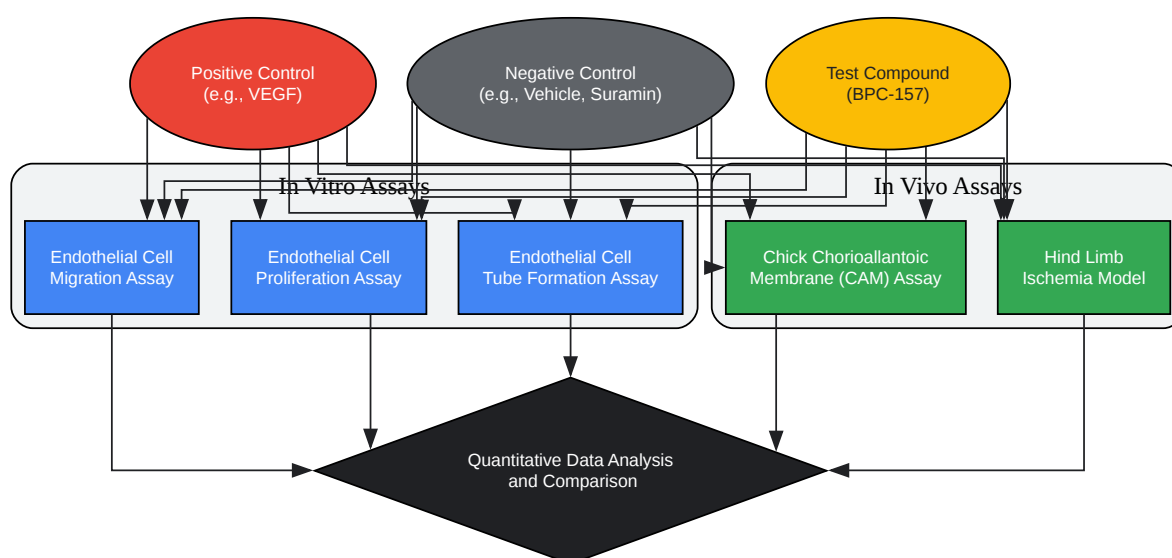 Positive Control
(e.g., VEGF)
Negative Control
(e.g., Vehicle, Suramin)
Test Compound
(BPC-157)
In Vitro Assays
In Vivo Assays
Endothelial Cell
Migration Assay
Endothelial Cell
Proliferation Assay
Endothelial Cell
Tube Formation Assay
Chick Chorioallantoic
Membrane (CAM) Assay
Hind Limb
Ischemia Model
Quantitative Data Analysis
and Comparison